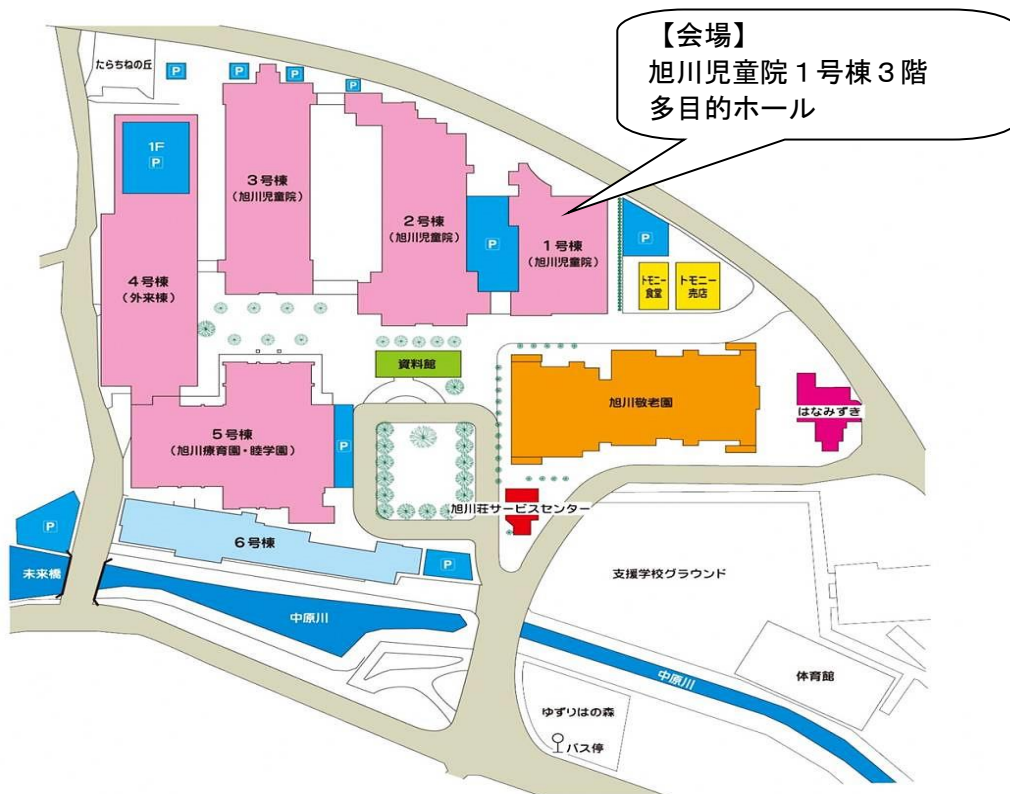 【会場】
旭川児童院１号棟３階
多目的ホール
たらちねの丘
P
P
P
P
1F
P
3号棟
(旭川児童院)
2号棟
(旭川児童院)
P
1号棟
(旭川児童院)
P
トモニー
食堂
トモニー
売店
4号棟
(外来棟)
資料館
旭川敬老園
はなみずき
5号棟
(旭川療育園・睦学園)
P
旭川荘サービスセンター
P
6号棟
P
未来橋
支援学校グラウンド
中原川
中原川
体育館
ゆずりはの森
バス停